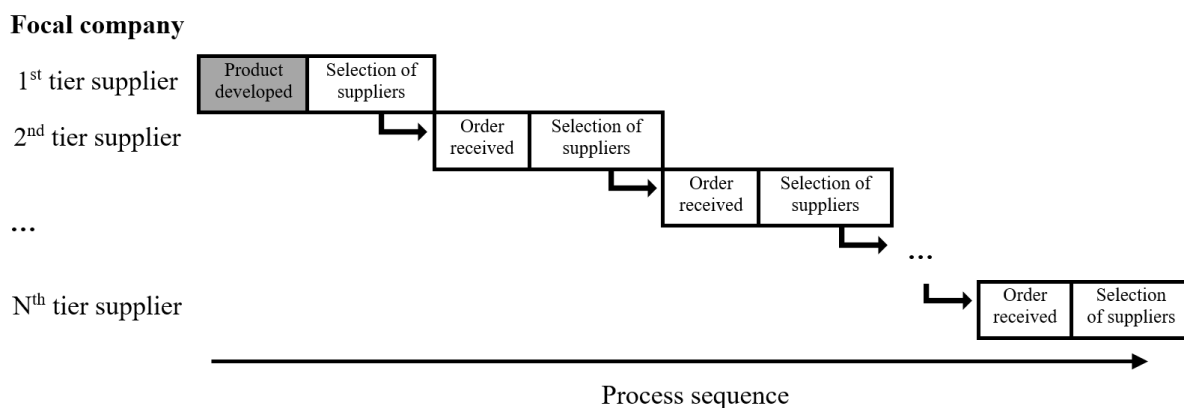 Focal company
1st tier supplier
Product
developed
Selection of
suppliers
2nd tier supplier
Order
received
Selection of
suppliers
Order
received
Selection of
suppliers
...
...
Nth tier supplier
Order
received
Selection
of suppliers
Process sequence